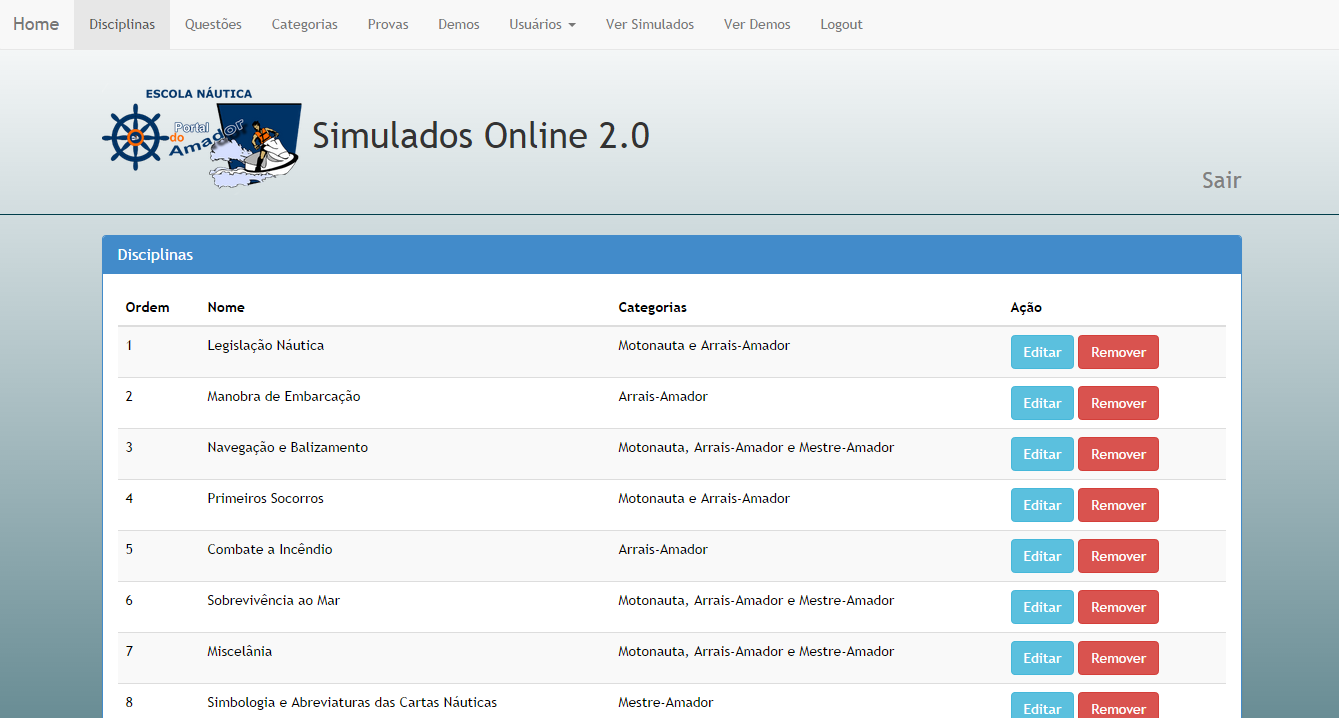 Home Disciplinas Questões Categorias Provas Demos Usuários Ver Simulados Ver Demos Logout
ESCOLA NÁUTICA
Portal
do
Amador
Simulados Online 2.0
Sair
Disciplinas
Ordem Nome Categorias Ação
1 Legislação Náutica Motonauta e Arrais-Amador Editar Remover
2 Manobra de Embarcação Arrais-Amador Editar Remover
3 Navegação e Balizamento Motonauta, Arrais-Amador e Mestre-Amador Editar Remover
4 Primeiros Socorros Motonauta e Arrais-Amador Editar Remover
5 Combate a Incêndio Arrais-Amador Editar Remover
6 Sobrevivência ao Mar Motonauta, Arrais-Amador e Mestre-Amador Editar Remover
7 Miscelânia Motonauta, Arrais-Amador e Mestre-Amador Editar Remover
8 Simbologia e Abreviaturas das Cartas Náuticas Mestre-Amador Editar Remover